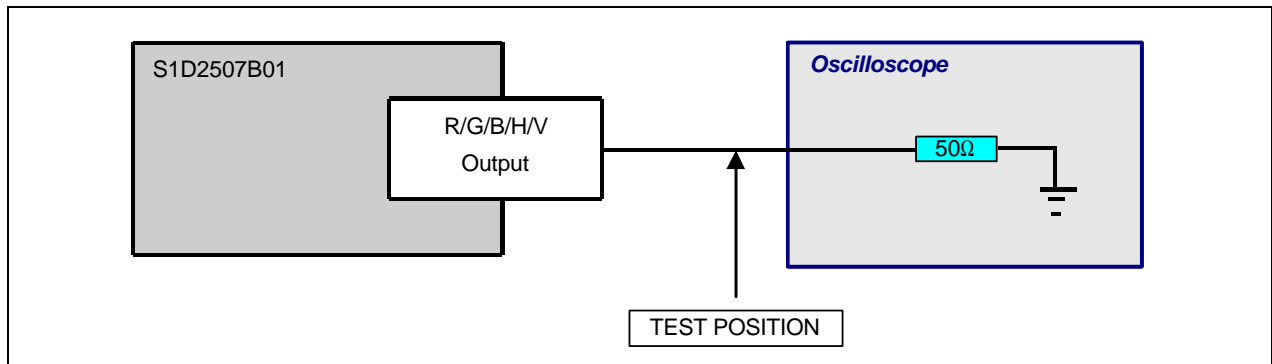 S1D2507B01
R/G/B/H/V
Output
Oscilloscope
50Ω
TEST POSITION